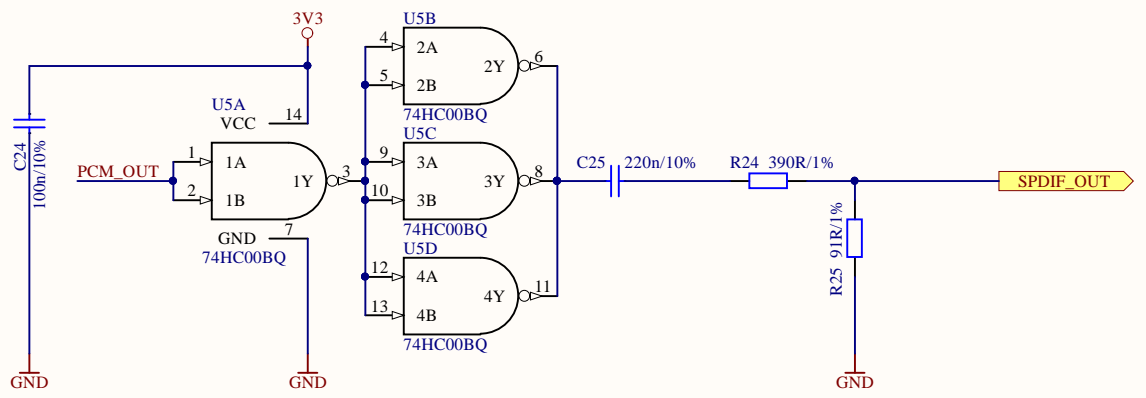 3V3
U5B
4
2A
2Y
6
5
2B
74HC00BQ
U5A
VCC
14
C24
100n/10%
PCM_OUT
1
1A
1Y
3
2
1B
GND
7
74HC00BQ
U5C
9
3A
3Y
8
10
3B
74HC00BQ
C25 220n/10%
R24 390R/1%
SPDIF_OUT
R25 91R/1%
U5D
12
4A
4Y
11
13
4B
74HC00BQ
GND
GND
GND